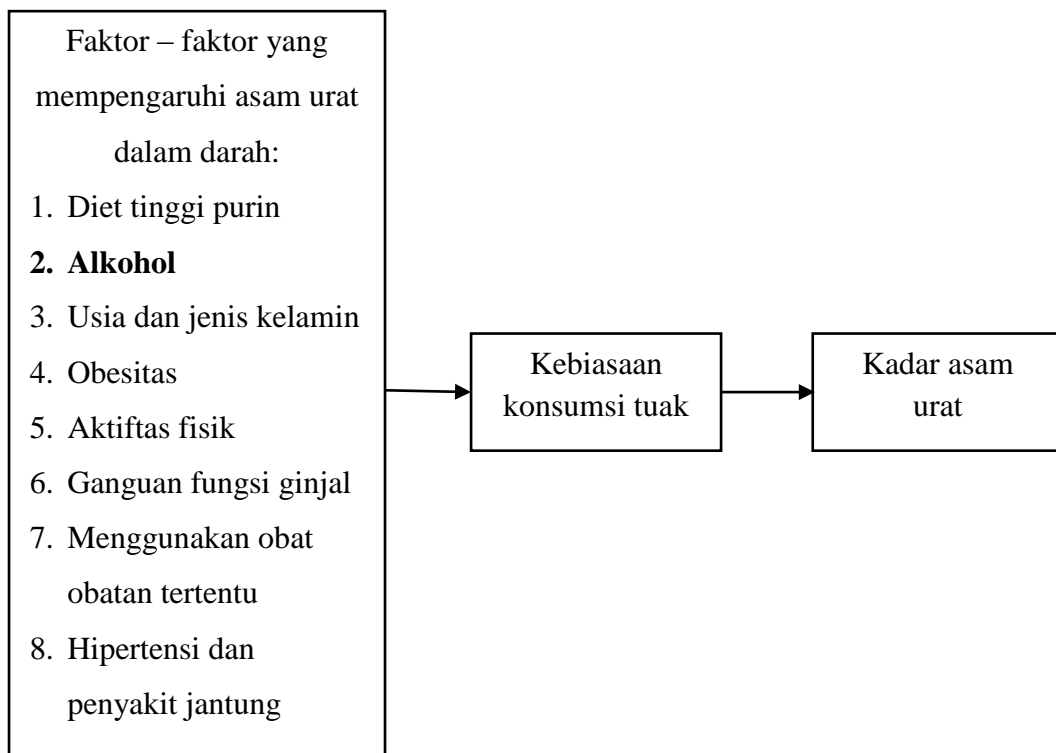 Faktor – faktor yang
mempengaruhi asam urat
dalam darah:
1. Diet tinggi purin
2. Alkohol
3. Usia dan jenis kelamin
4. Obesitas
5. Aktiftas fisik
6. Ganguan fungsi ginjal
7. Menggunakan obat
obatan tertentu
8. Hipertensi dan
penyakit jantung
Kebiasaan
konsumsi tuak
Kadar asam
urat